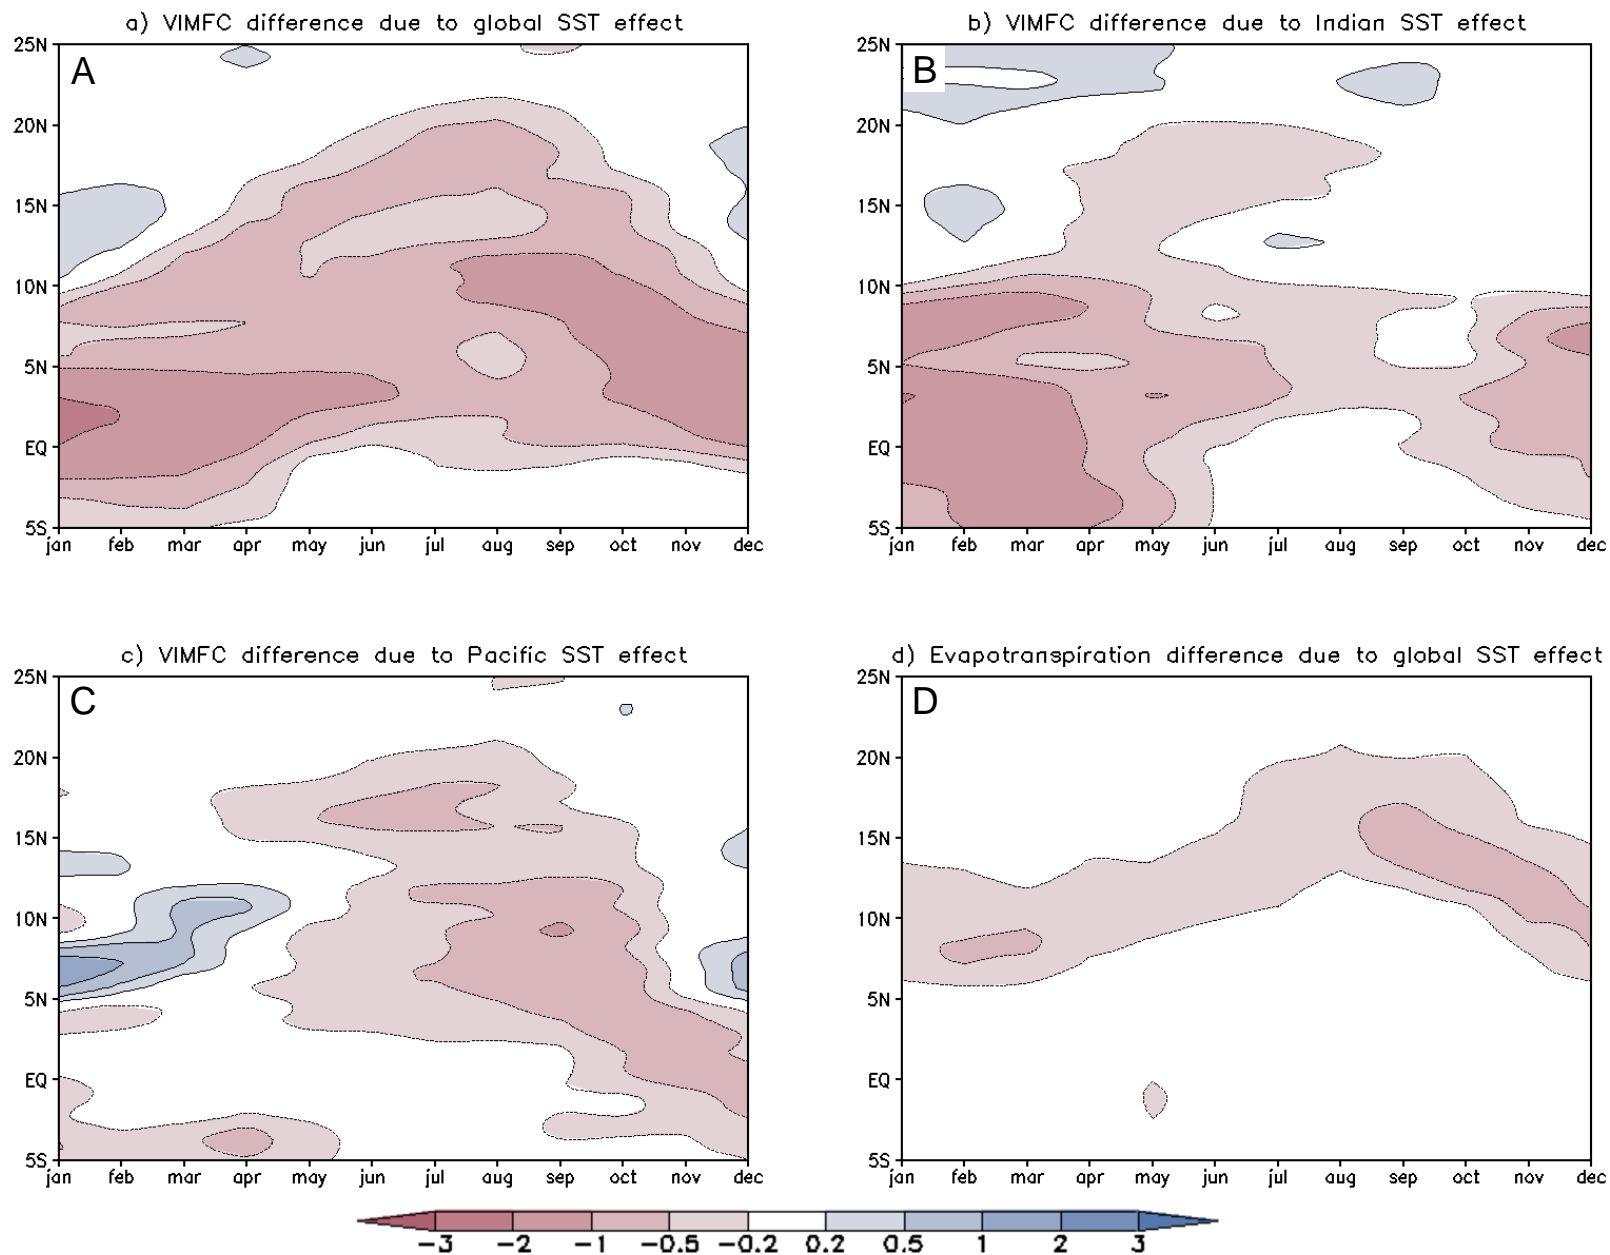 a) VIMFC difference due to global SST effect
A
25N
20N
15N
10N
5N
EQ
5S
jan feb mar apr may jun jul aug sep oct nov dec
b) VIMFC difference due to Indian SST effect
B
25N
20N
15N
10N
5N
EQ
5S
jan feb mar apr may jun jul aug sep oct nov dec
c) VIMFC difference due to Pacific SST effect
C
25N
20N
15N
10N
5N
EQ
5S
jan feb mar apr may jun jul aug sep oct nov dec
d) Evapotranspiration difference due to global SST effect
D
25N
20N
15N
10N
5N
EQ
5S
jan feb mar apr may jun jul aug sep oct nov dec
−3 −2 −1 −0.5 −0.2 0.2 0.5 1 2 3